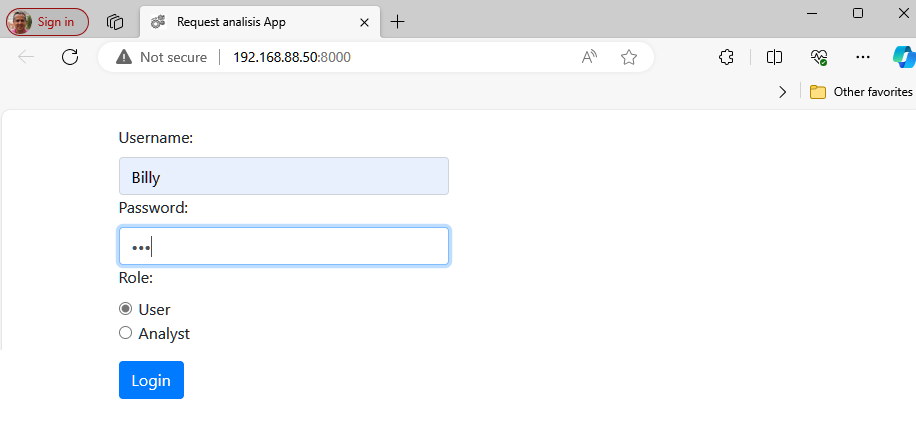 Sign in
Request analisis App
Not secure
192.168.88.50:8000
Other favorites
Username:
Billy
Password:
•••
Role:
User
Analyst
Login